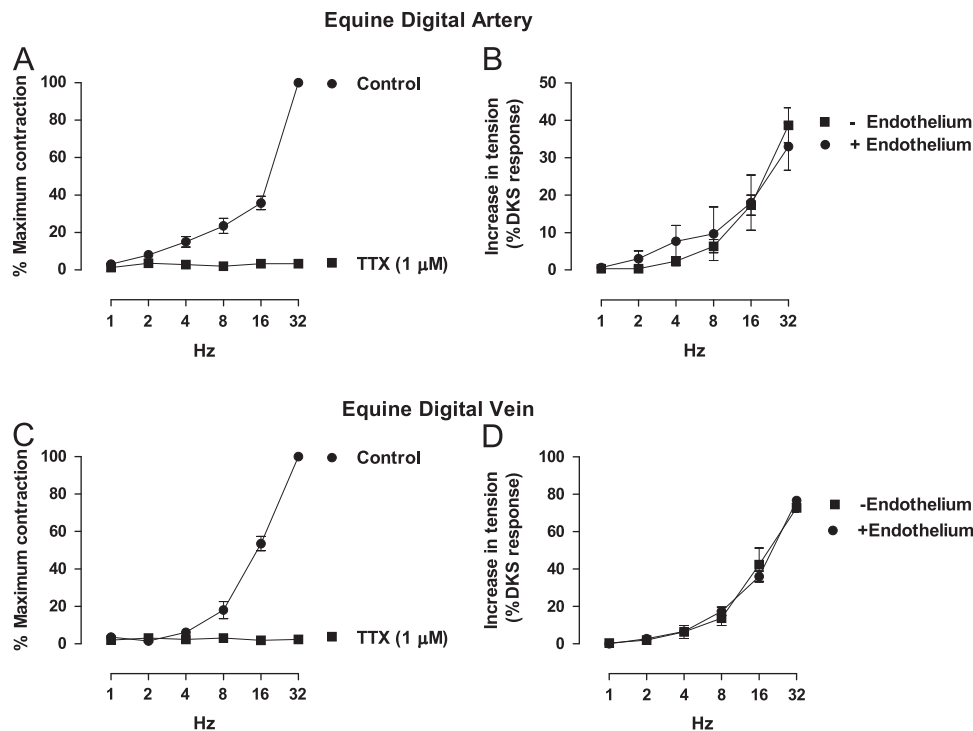 Equine Digital Artery
A
% Maximum contraction
100
80
60
40
20
0
1 2 4 8 16 32
Hz
Control
TTX (1 μM)
B
Increase in tension
(%DKS response)
50
40
30
20
10
0
1 2 4 8 16 32
Hz
- Endothelium
+ Endothelium
Equine Digital Vein
C
% Maximum contraction
100
80
60
40
20
0
1 2 4 8 16 32
Hz
Control
TTX (1 μM)
D
Increase in tension
(%DKS response)
100
80
60
40
20
0
1 2 4 8 16 32
Hz
-Endothelium
+Endothelium